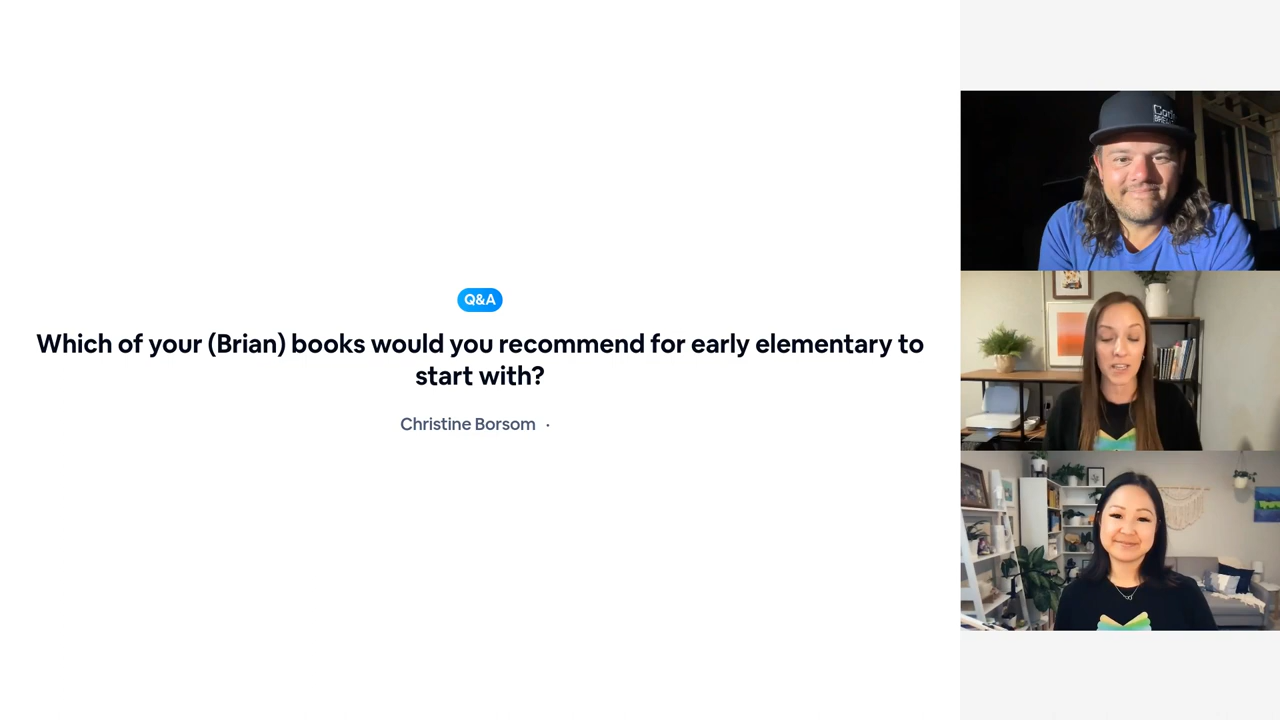 Q&A
Which of your (Brian) books would you recommend for early elementary to
start with?
Christine Borsom ·